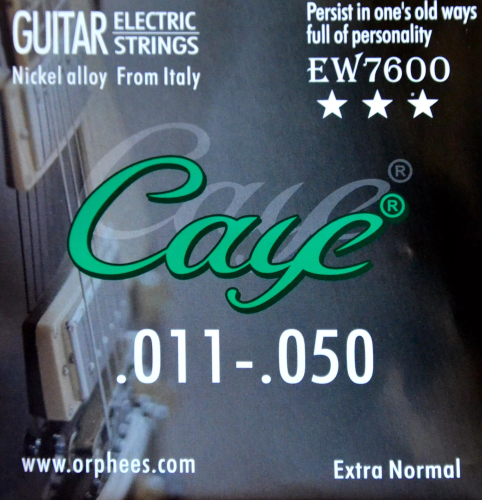 GUITAR ELECTRIC STRINGS
Nickel alloy From Italy
Persist in one's old ways
full of personality
EW7600
Caye®
.011-.050
www.orphees.com
Extra Normal